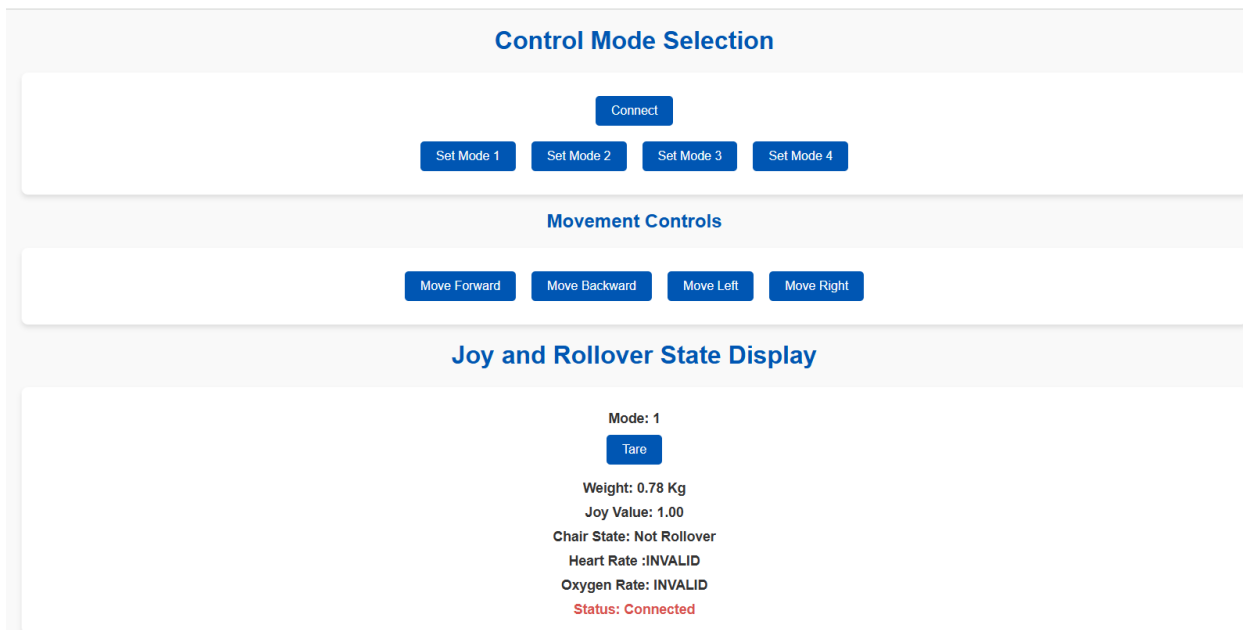 Control Mode Selection
Connect
Set Mode 1 Set Mode 2 Set Mode 3 Set Mode 4
Movement Controls
Move Forward Move Backward Move Left Move Right
Joy and Rollover State Display
Mode: 1
Tare
Weight: 0.78 Kg
Joy Value: 1.00
Chair State: Not Rollover
Heart Rate :INVALID
Oxygen Rate: INVALID
Status: Connected